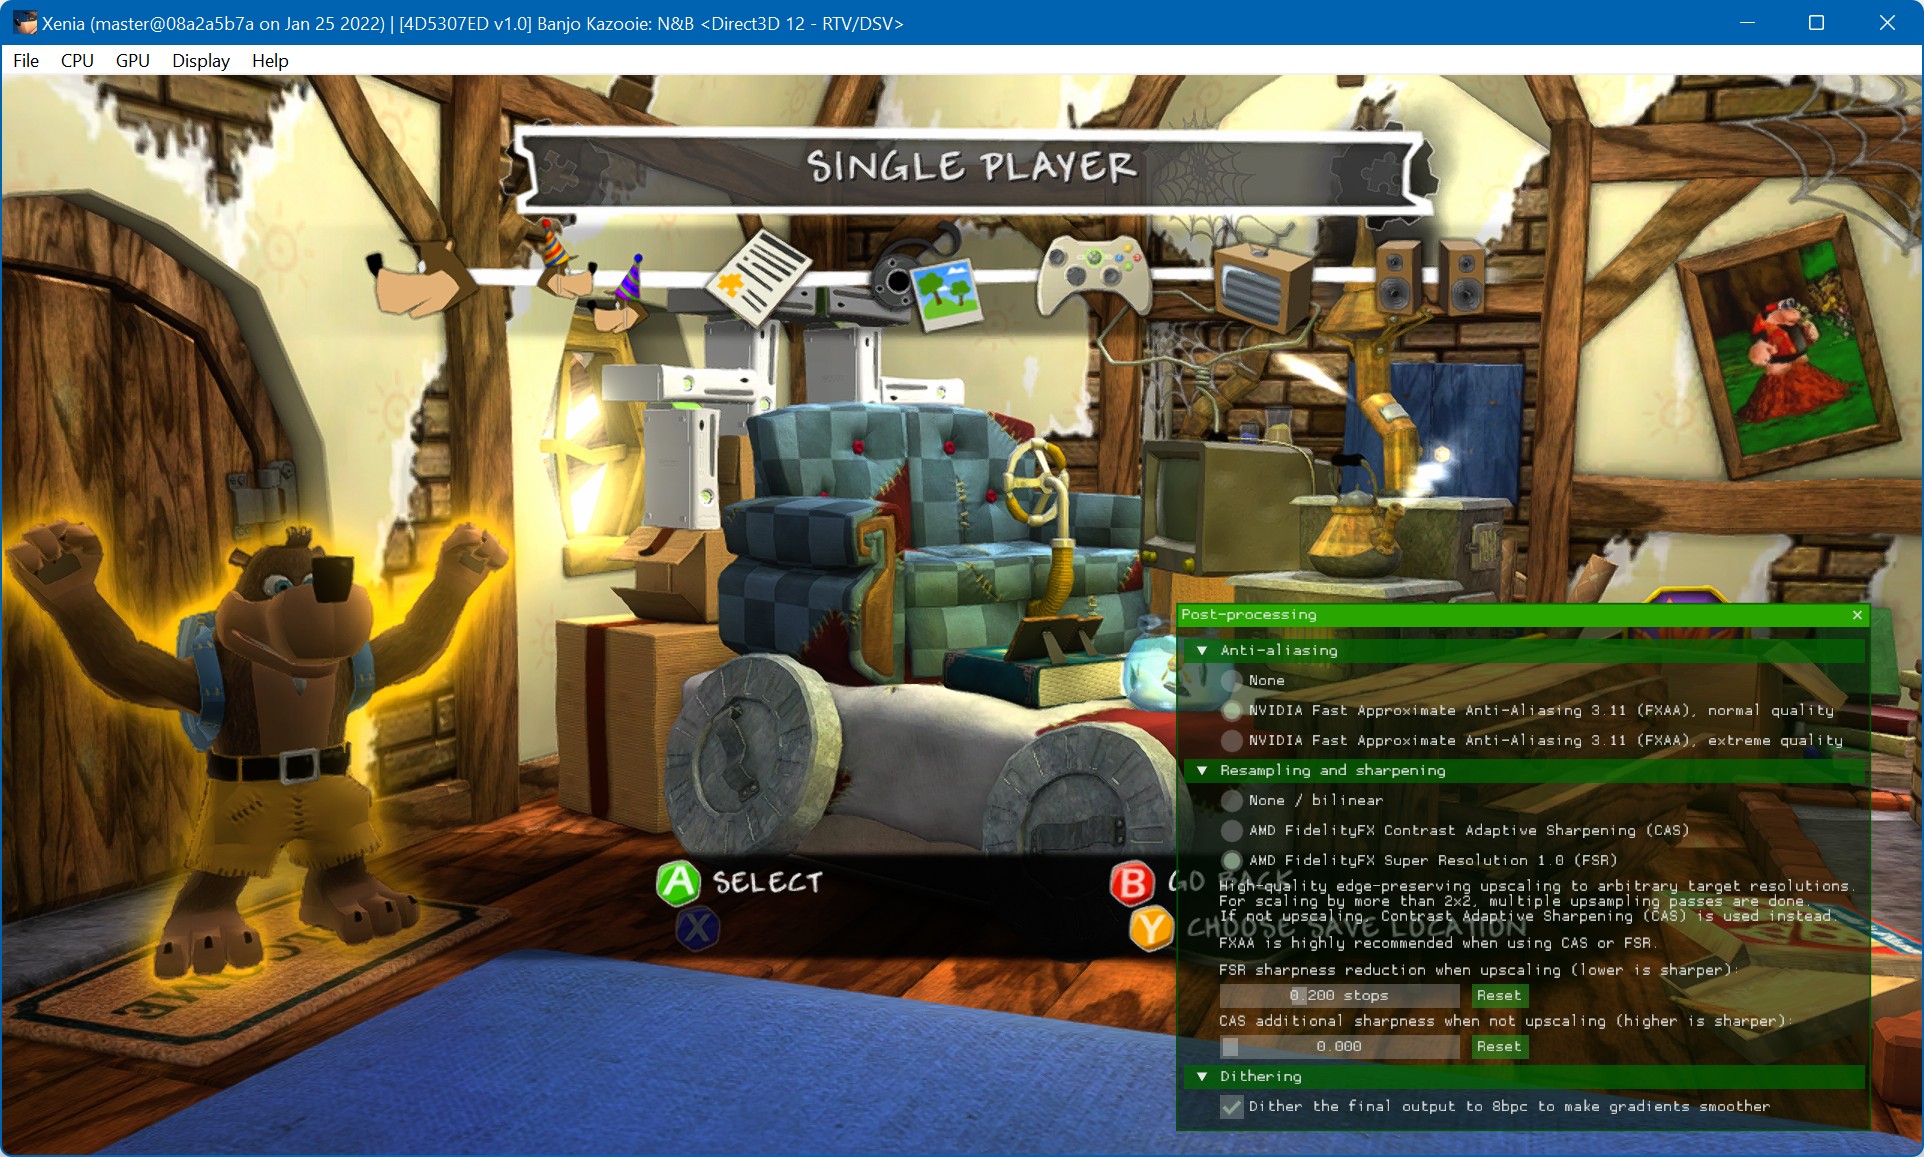 Xenia (master@08a2a5b7a on Jan 25 2022) | [4D5307ED v1.0] Banjo Kazooie: N&B <Direct3D 12 - RTV/DSV>
File CPU GPU Display Help
SINGLE PLAYER
Post-processing
Anti-aliasing
None
NVIDIA Fast Approximate Anti-Aliasing 3.11 (FXAA), normal quality
NVIDIA Fast Approximate Anti-Aliasing 3.11 (FXAA), extreme quality
Resampling and sharpening
None / bilinear
AMD FidelityFX Contrast Adaptive Sharpening (CAS)
AMD FidelityFX Super Resolution 1.0 (FSR)
High-quality edge-preserving upscaling to arbitrary target resolutions.
For scaling by more than 2x2, multiple upsampling passes are done.
If not upscaling, Contrast Adaptive Sharpening (CAS) is used instead.
FXAA is highly recommended when using CAS or FSR.
FSR sharpness reduction when upscaling (lower is sharper):
0.200 stops Reset
CAS additional sharpness when not upscaling (higher is sharper):
0.000 Reset
Dithering
Dither the final output to 8bpc to make gradients smoother
A SELECT
B GO BACK
X
Y CHOOSE SAVE LOCATION